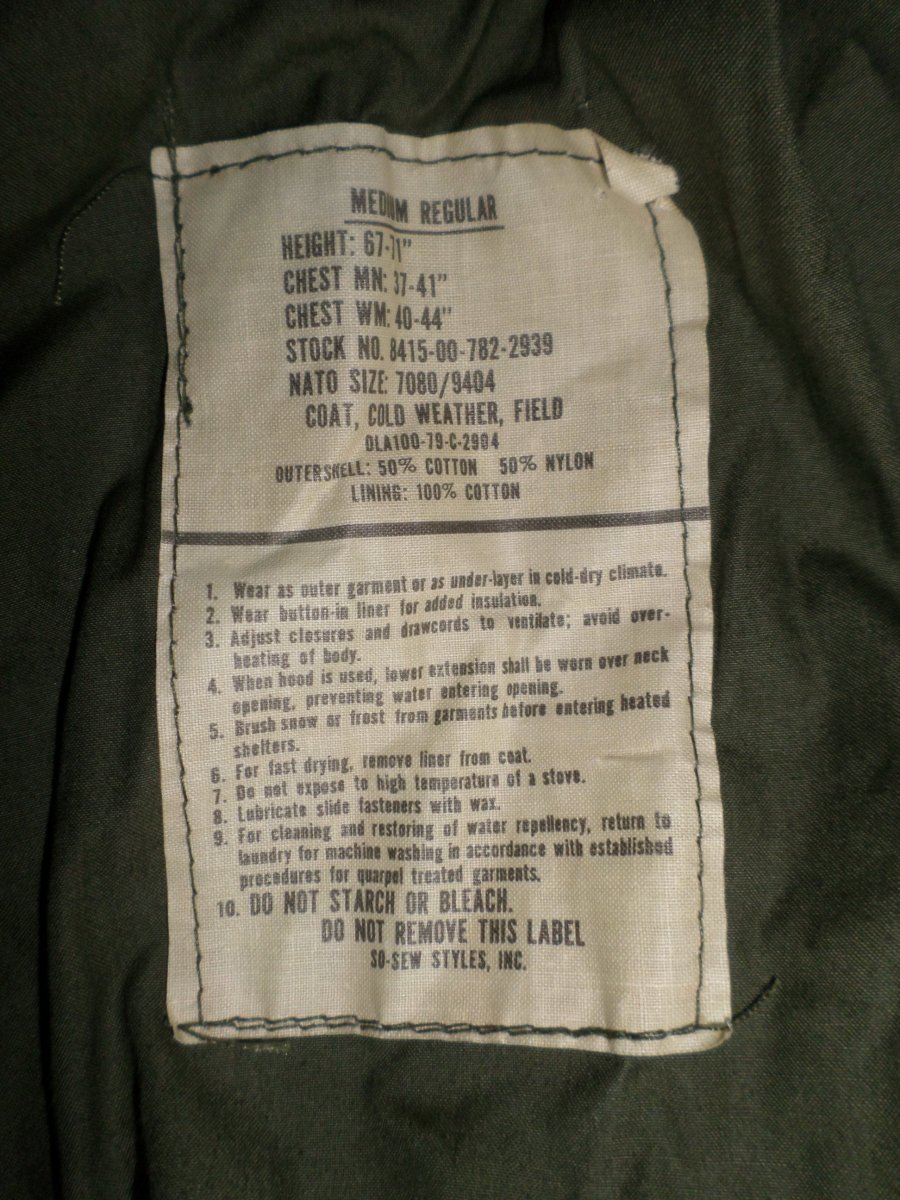 MEDIUM REGULAR
HEIGHT: 67-71"
CHEST MN: 37-41"
CHEST WM: 40-44"
STOCK NO. 8415-00-782-2939
NATO SIZE: 7080/9404
COAT, COLD WEATHER, FIELD
DLA100-79-C-2904
OUTERSHELL: 50% COTTON 50% NYLON
LINING: 100% COTTON
1. Wear as outer garment or as under-layer in cold-dry climate.
2. Wear button-in liner for added insulation.
3. Adjust closures and drawcords to ventilate; avoid over-
heating of body.
4. When hood is used, lower extension shall be worn over neck
opening, preventing water entering opening.
5. Brush snow or frost from garments before entering heated
shelters.
6. For fast drying, remove liner from coat.
7. Do not expose to high temperature of a stove.
8. Lubricate slide fasteners with wax.
9. For cleaning and restoring of water repellency, return to
laundry for machine washing in accordance with established
procedures for quarpel treated garments.
10. DO NOT STARCH OR BLEACH.
DO NOT REMOVE THIS LABEL
SO-SEW STYLES, INC.